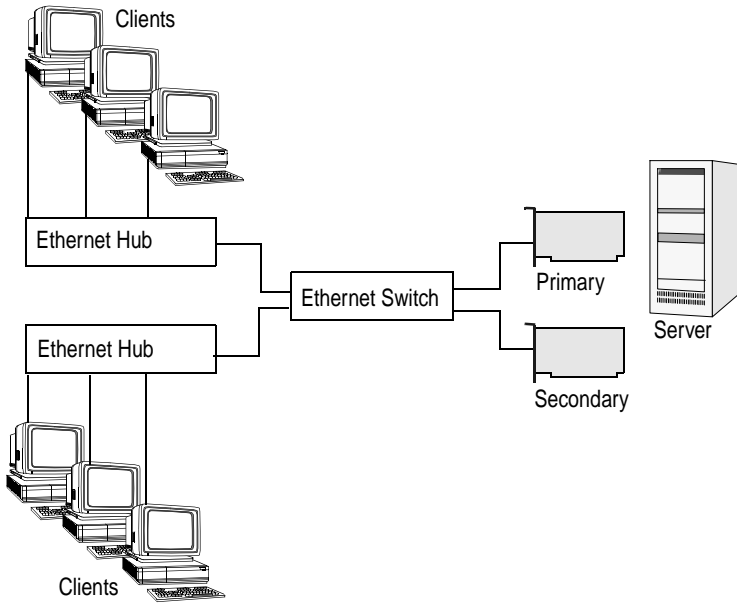 Clients
Ethernet Hub
Ethernet Switch
Primary
Server
Ethernet Hub
Secondary
Clients